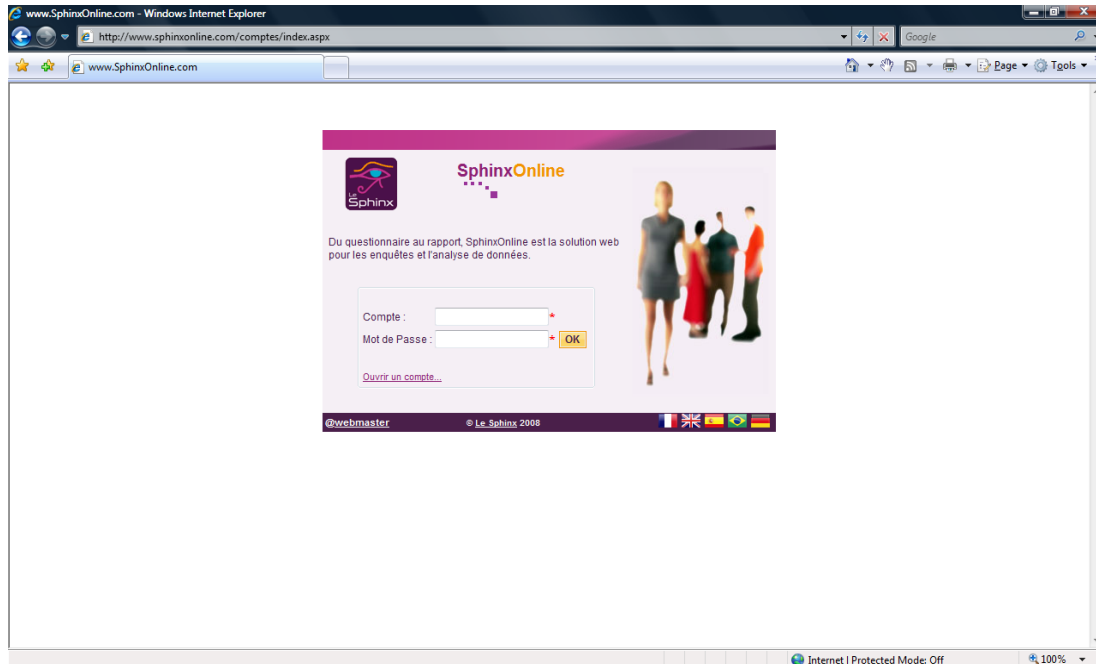 www.SphinxOnline.com - Windows Internet Explorer
http://www.sphinxonline.com/comptes/index.aspx
Google
www.SphinxOnline.com
Page
Tools
SphinxOnline
Le
Sphinx
Du questionnaire au rapport, SphinxOnline est la solution web
pour les enquêtes et l'analyse de données.
Compte : *
Mot de Passe : * OK
Ouvrir un compte...
@webmaster © Le Sphinx 2008
Internet | Protected Mode: Off 100%